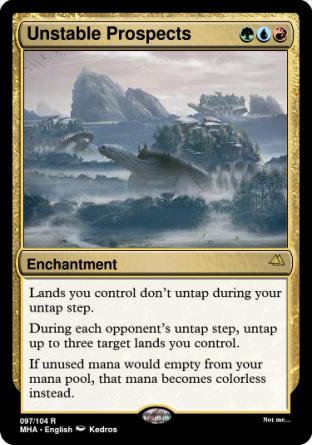 Unstable Prospects
Enchantment
Lands you control don't untap during your
untap step.
During each opponent's untap step, untap
up to three target lands you control.
If unused mana would empty from your
mana pool, that mana becomes colorless
instead.
097/104 R
Not me...
MHA • English Kedros